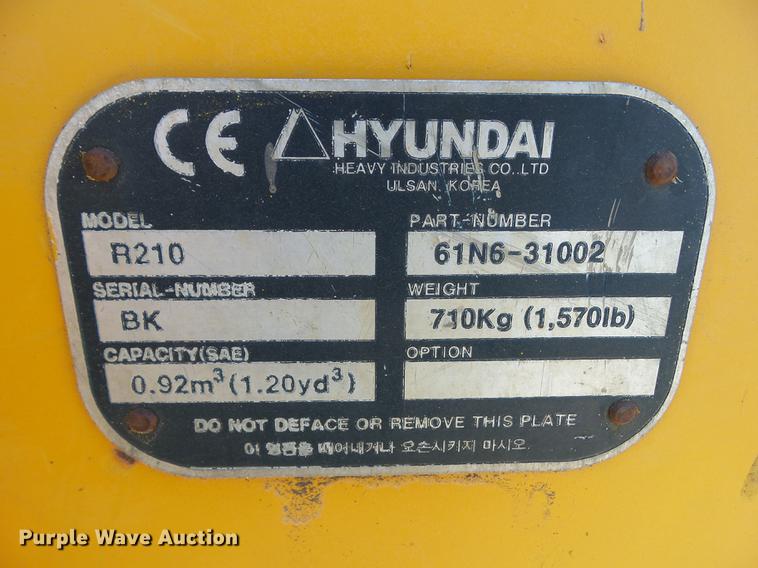 CE HYUNDAI
HEAVY INDUSTRIES CO.,LTD
ULSAN, KOREA
MODEL PART-NUMBER
R210 61N6-31002
SERIAL-NUMBER WEIGHT
BK 710Kg (1,570lb)
CAPACITY(SAE) OPTION
0.92m³(1.20yd³)
DO NOT DEFACE OR REMOVE THIS PLATE
이 명판을 떼어내거나 오손시키지 마시오.
Purple Wave Auction